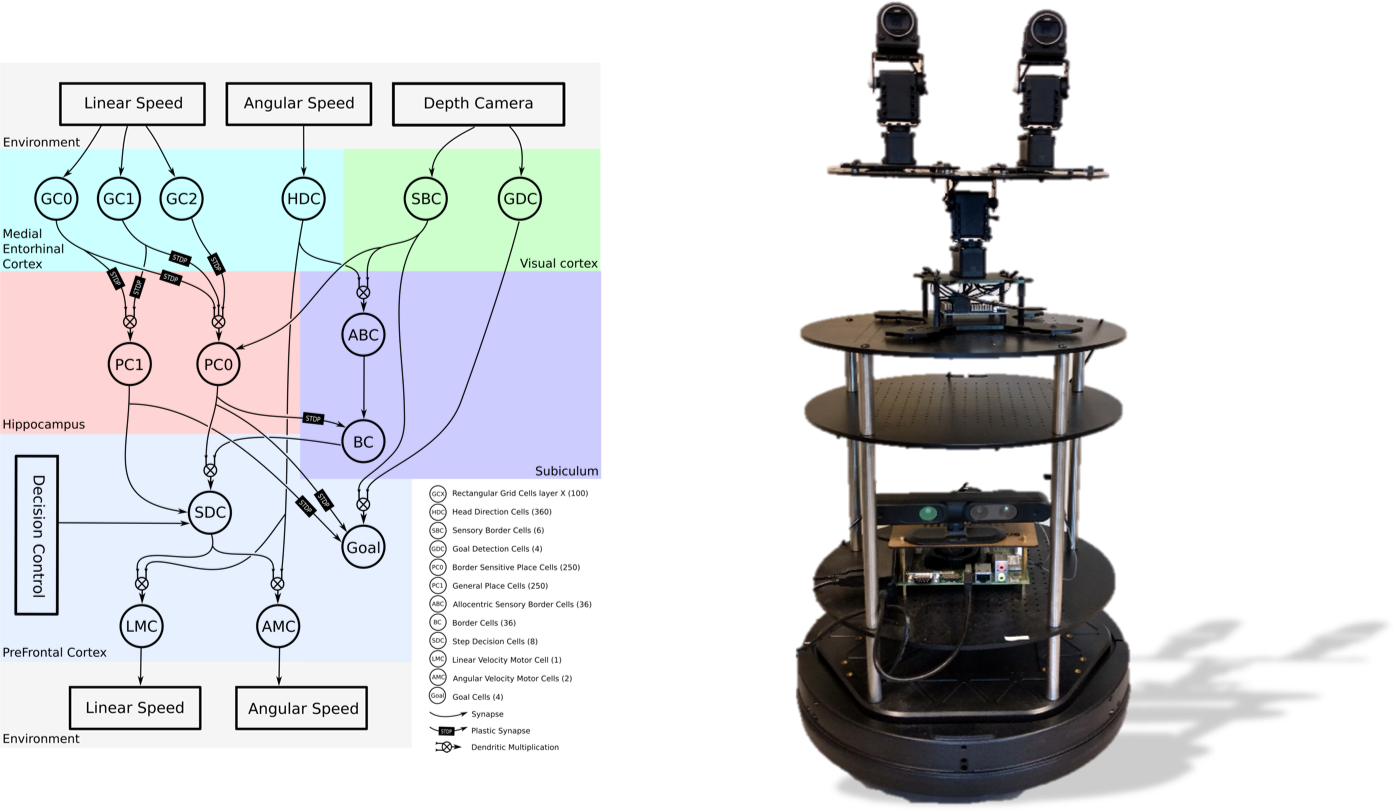 Linear Speed
Angular Speed
Depth Camera
Environment
GC0
GC1
GC2
HDC
SBC
GDC
Medial
Entorhinal
Cortex
Visual cortex
STDP
STDP
STDP
STDP
STDP
ABC
PC1
PC0
Hippocampus
STDP
BC
Subiculum
Decision Control
SDC
STDP
STDP
Goal
LMC
AMC
PreFrontal Cortex
Linear Speed
Angular Speed
Environment
GCX Rectangular Grid Cells layer X (100)
HDC Head Direction Cells (360)
SBC Sensory Border Cells (6)
GDC Goal Detection Cells (4)
PC0 Border Sensitive Place Cells (250)
PC1 General Place Cells (250)
ABC Allocentric Sensory Border Cells (36)
BC Border Cells (36)
SDC Step Decision Cells (8)
LMC Linear Velocity Motor Cell (1)
AMC Angular Velocity Motor Cells (2)
Goal Goal Cells (4)
Synapse
STDP Plastic Synapse
Dendritic Multiplication